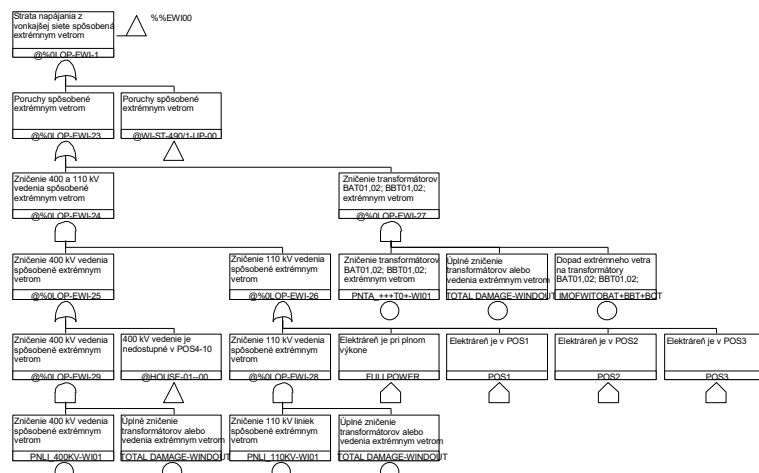 Strata napájania z
vonkajšej siete spôsobená
extrémnym vetrom
@%0LOP-EWI-1
%%EWI00
Poruchy spôsobené
extrémnym vetrom
@%0LOP-EWI-23
Poruchy spôsobené
extrémnym vetrom
@WI-ST-490/1-UP-00
Zničenie 400 a 110 kV
vedenia spôsobené
extrémnym vetrom
@%0LOP-EWI-24
Zničenie transformátorov
BAT01,02; BBT01,02;
extrémnym vetrom
@%0LOP-EWI-27
Zničenie 400 kV vedenia
spôsobené extrémnym
vetrom
@%0LOP-EWI-25
Zničenie 110 kV vedenia
spôsobené extrémnym
vetrom
@%0LOP-EWI-26
Zničenie transformátorov
BAT01,02; BBT01,02;
extrémnym vetrom
PNTA_+++T0+-WI01
Úplné zničenie
transformátorov alebo
vedenia extrémnym vetrom
TOTAL DAMAGE-WINDOUT
Dopad extrémneho vetra
na transformátory
BAT01,02; BBT01,02;
IMOFWITOBAT+BBT+BCT
Zničenie 400 kV vedenia
spôsobené extrémnym
vetrom
@%0LOP-EWI-29
400 kV vedenie je
nedostupné v POS4-10
@HOUSE-01--00
Zničenie 110 kV vedenia
spôsobené extrémnym
vetrom
@%0LOP-EWI-28
Elektráreň je pri plnom
výkone
FULLPOWER
Elektráreň je v POS1
POS1
Elektráreň je v POS2
POS2
Elektráreň je v POS3
POS3
Zničenie 400 kV vedenia
spôsobené extrémnym
vetrom
PNLI_400KV-WI01
Úplné zničenie
transformátorov alebo
vedenia extrémnym vetrom
TOTAL DAMAGE-WINDOUT
Zničenie 110 kV liniek
spôsobené extrémnym
vetrom
PNLI_110KV-WI01
Úplné zničenie
transformátorov alebo
vedenia extrémnym vetrom
TOTAL DAMAGE-WINDOUT